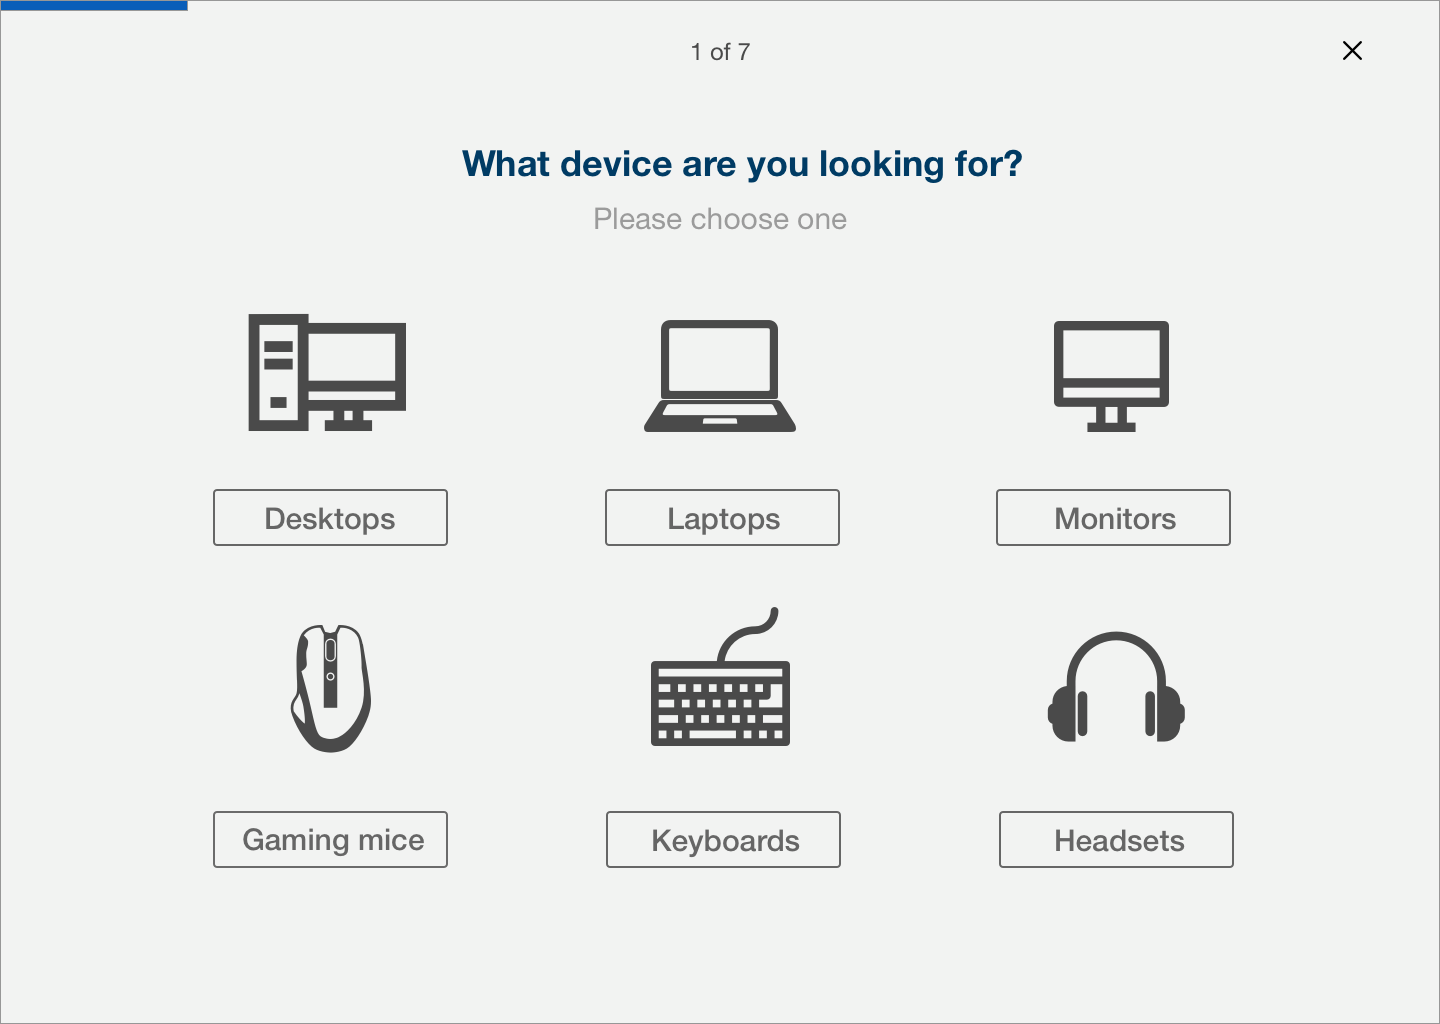 1 of 7
What device are you looking for?
Please choose one
Desktops
Laptops
Monitors
Gaming mice
Keyboards
Headsets